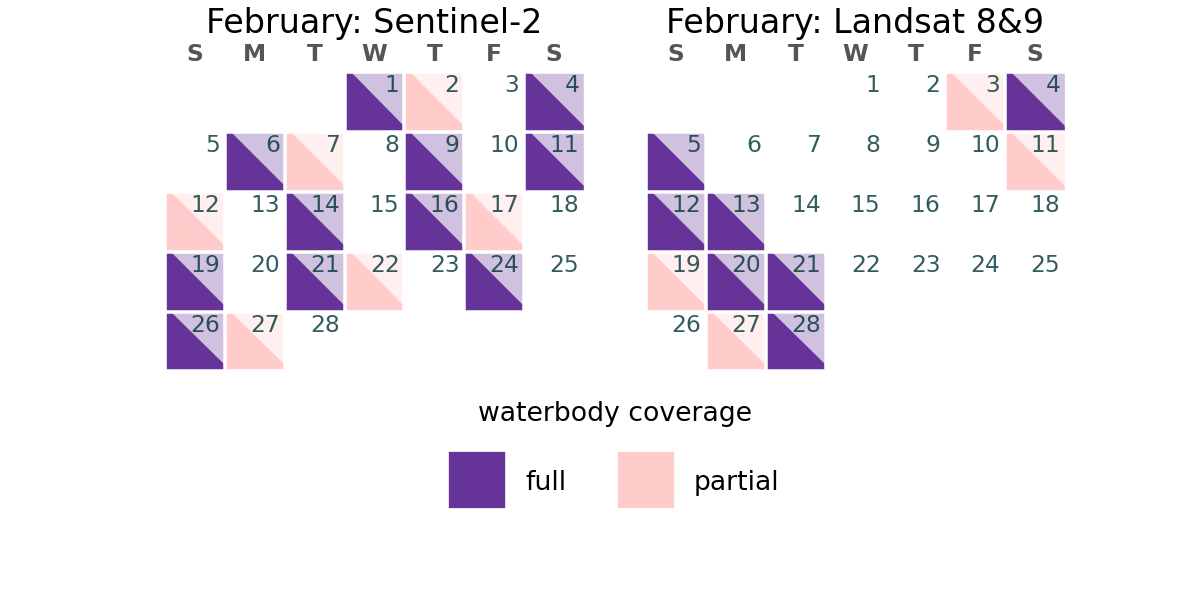 February: Sentinel-2
S M T W T F S
1 2 3 4
5 6 7 8 9 10 11
12 13 14 15 16 17 18
19 20 21 22 23 24 25
26 27 28
February: Landsat 8&9
S M T W T F S
1 2 3 4
5 6 7 8 9 10 11
12 13 14 15 16 17 18
19 20 21 22 23 24 25
26 27 28
waterbody coverage
full
partial